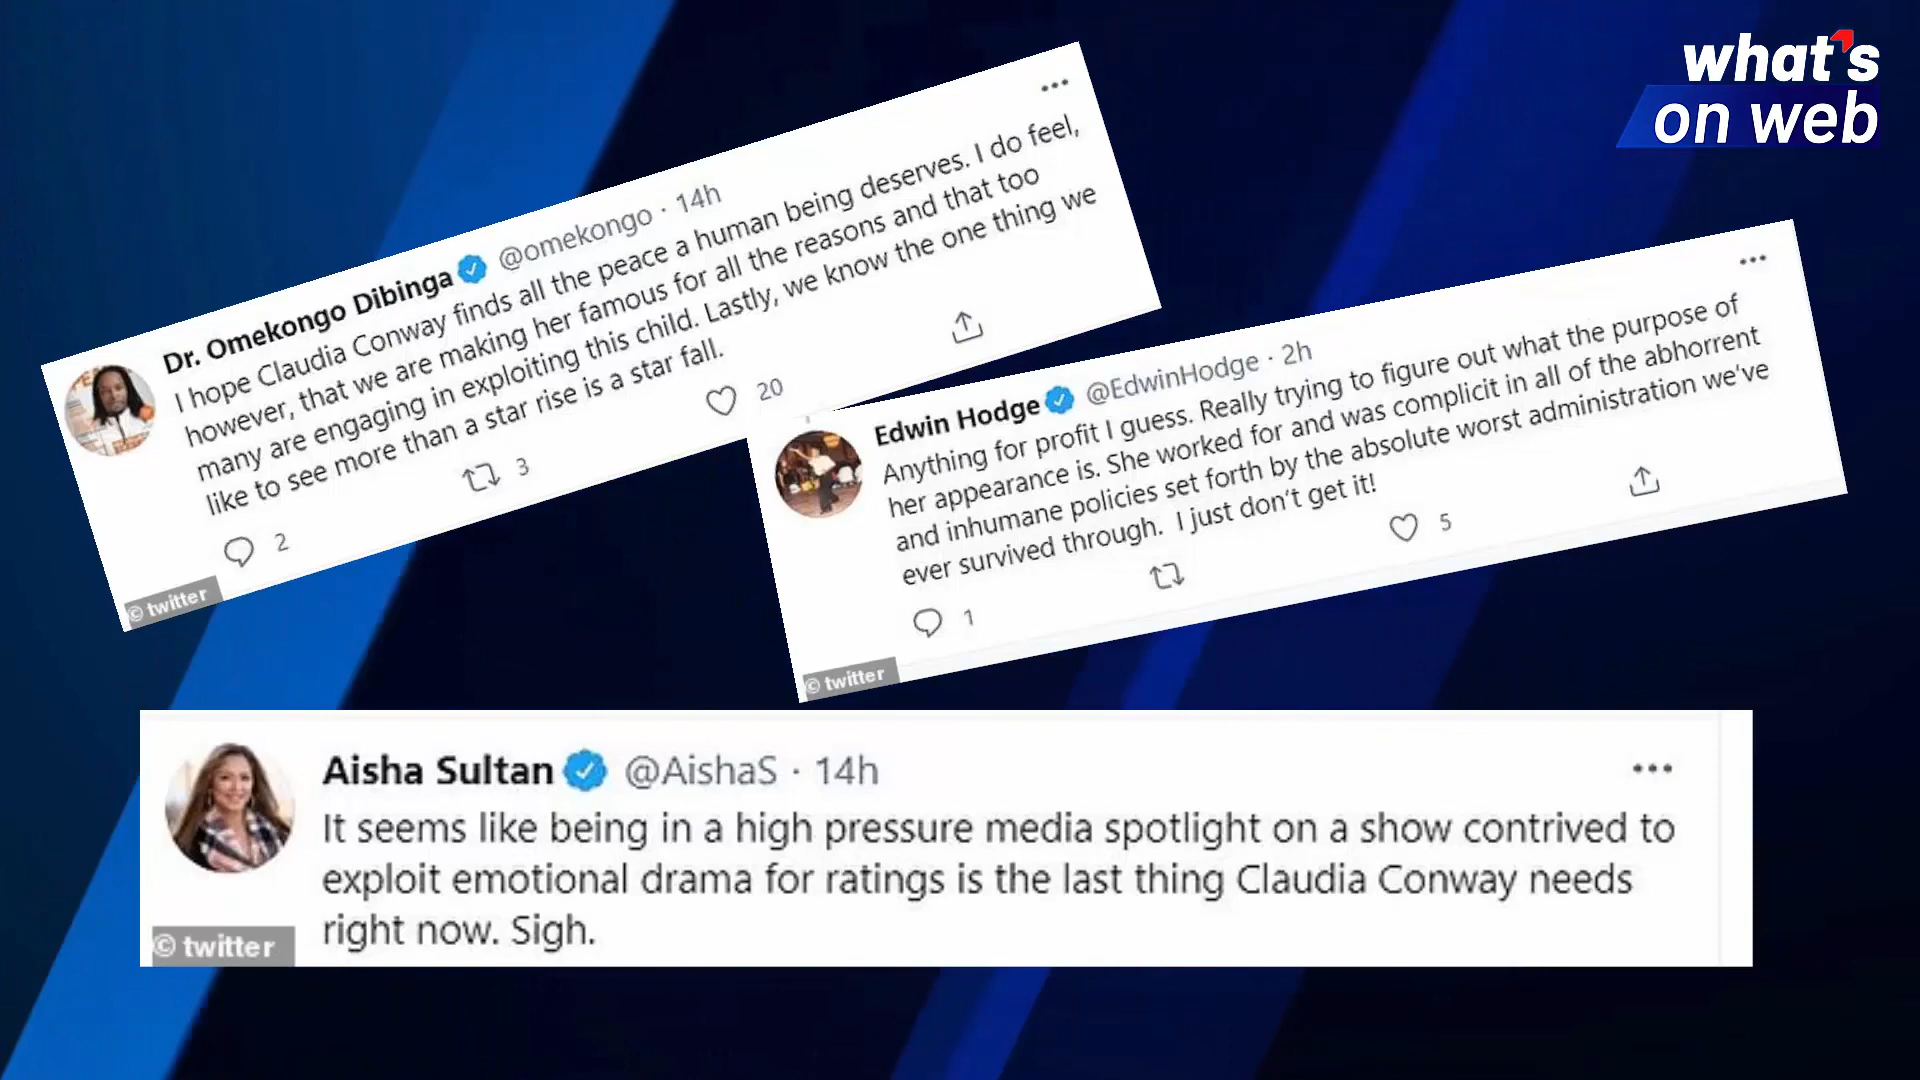 what's
on web
Dr. Omekongo Dibinga @omekongo · 14h
I hope Claudia Conway finds all the peace a human being deserves. I do feel,
however, that we are making her famous for all the reasons and that too
many are engaging in exploiting this child. Lastly, we know the one thing we
like to see more than a star rise is a star fall.
2 3 20
© twitter
Edwin Hodge @EdwinHodge · 2h
Anything for profit I guess. Really trying to figure out what the purpose of
her appearance is. She worked for and was complicit in all of the abhorrent
and inhumane policies set forth by the absolute worst administration we've
ever survived through. I just don't get it!
1 5
© twitter
Aisha Sultan @AishaS · 14h
It seems like being in a high pressure media spotlight on a show contrived to
exploit emotional drama for ratings is the last thing Claudia Conway needs
right now. Sigh.
© twitter